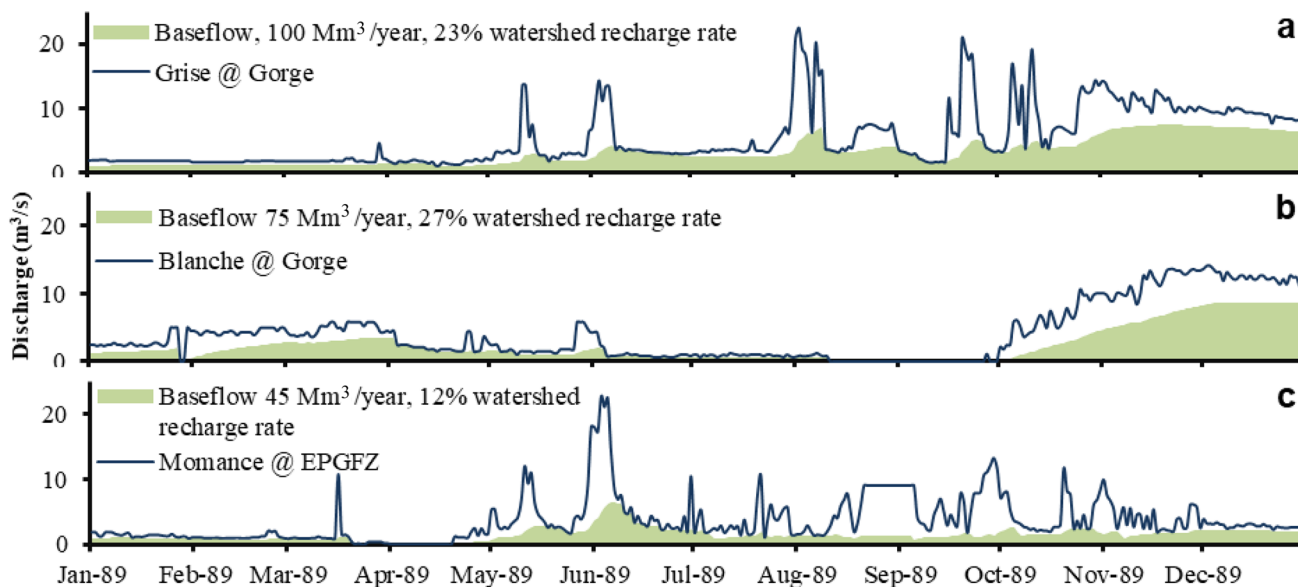 a
20
10
0
Baseflow, 100 Mm³/year, 23% watershed recharge rate
Grise @ Gorge
Discharge (m³/s)
b
20
10
0
Baseflow 75 Mm³/year, 27% watershed recharge rate
Blanche @ Gorge
c
20
10
0
Baseflow 45 Mm³/year, 12% watershed
recharge rate
Momance @ EPGFZ
Jan-89 Feb-89 Mar-89 Apr-89 May-89 Jun-89 Jul-89 Aug-89 Sep-89 Oct-89 Nov-89 Dec-89